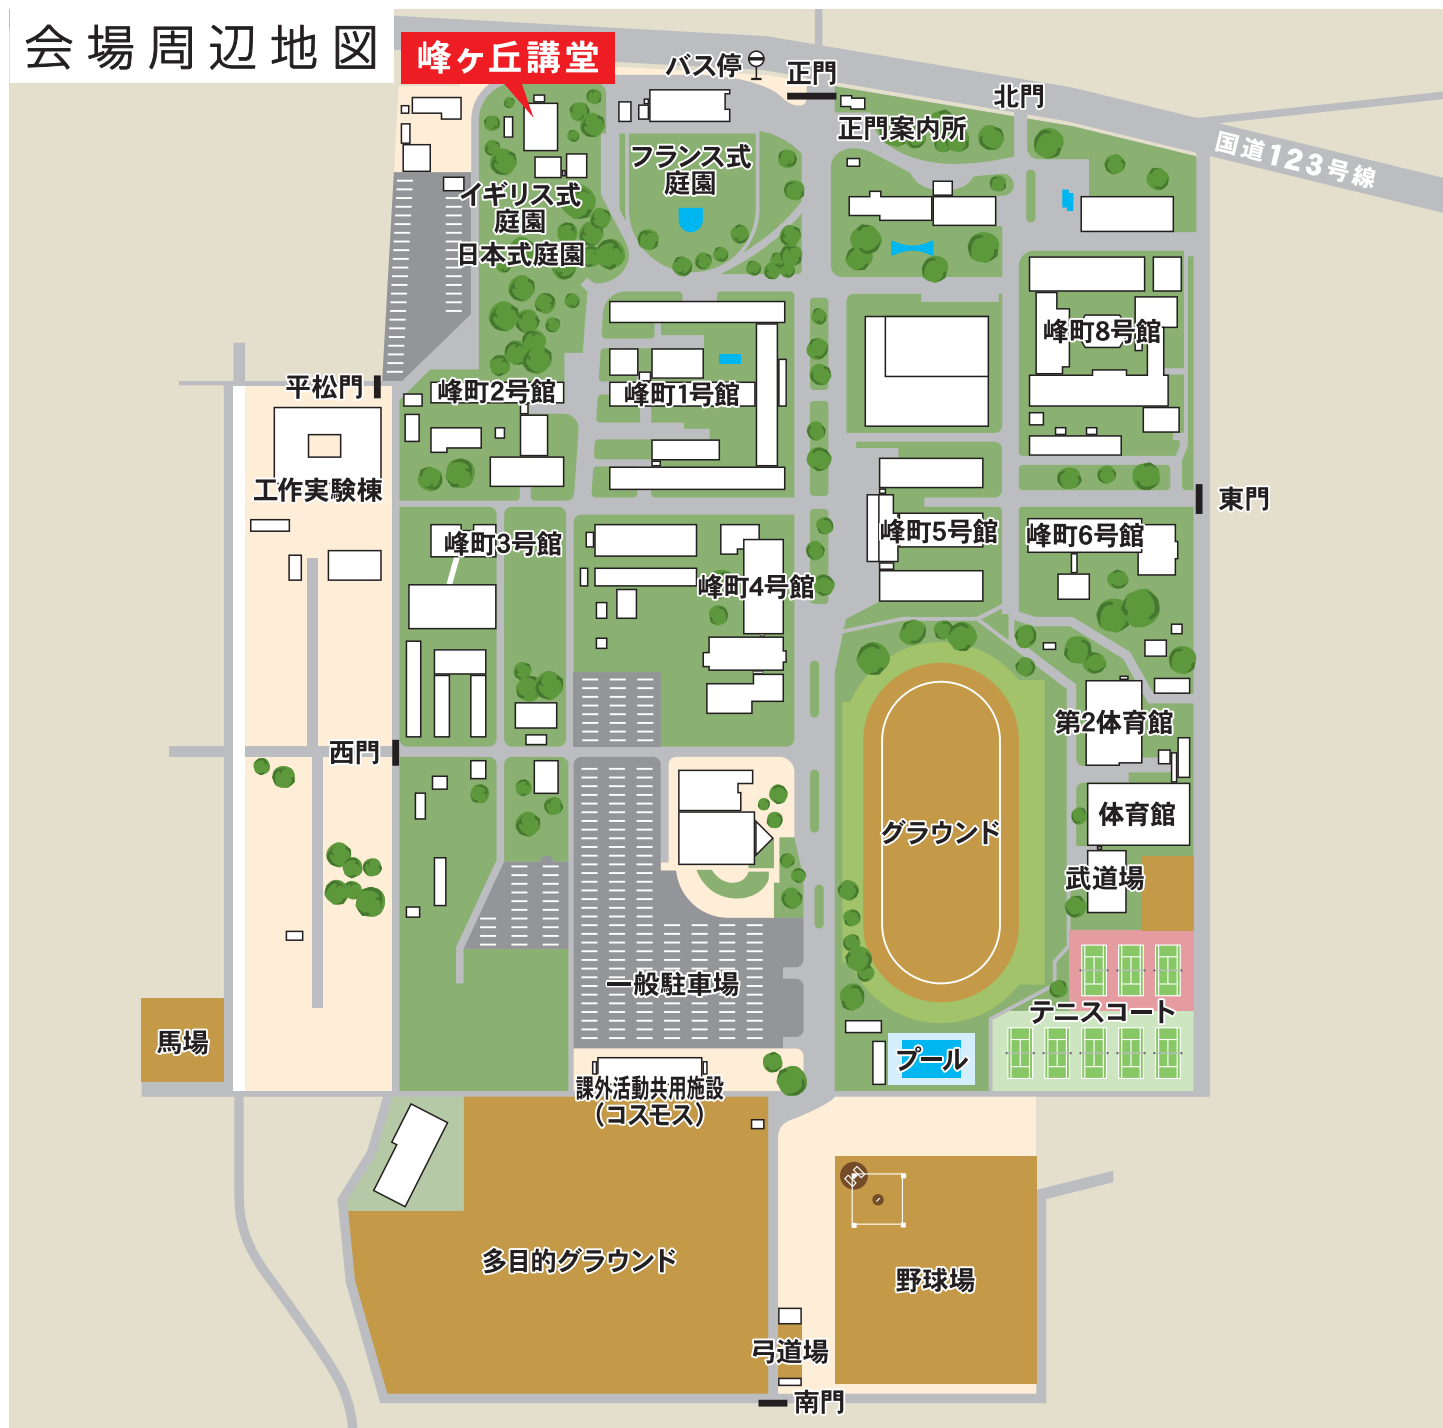 会場周辺地図
峰ヶ丘講堂
バス停
正門
北門
正門案内所
国道123号線
フランス式
庭園
イギリス式
庭園
日本式庭園
峰町8号館
平松門
峰町2号館
峰町1号館
工作実験棟
東門
峰町3号館
峰町5号館
峰町6号館
峰町4号館
第2体育館
西門
体育館
グラウンド
武道場
一般駐車場
テニスコート
馬場
プール
課外活動共用施設
（コスモス）
多目的グラウンド
野球場
弓道場
南門